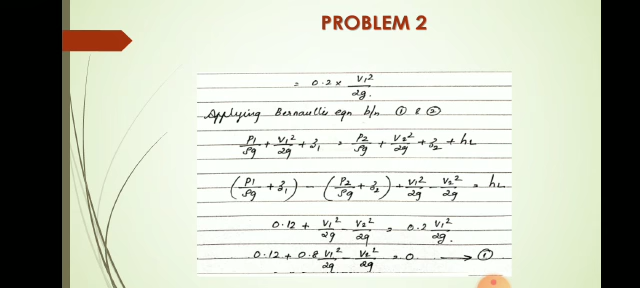 PROBLEM 2
= 0.2 × V₁²/2g.
Applying Bernaulli's eqn b/n ① & ②
P₁/ρg + V₁²/2g + z₁ = P₂/ρg + V₂²/2g + z₂ + hL
(P₁/ρg + z₁) - (P₂/ρg + z₂) + V₁²/2g - V₂²/2g = hL
0.12 + V₁²/2g - V₂²/2g = 0.2 V₁²/2g.
0.12 + 0.8 V₁²/2g - V₂²/2g = 0 → ①